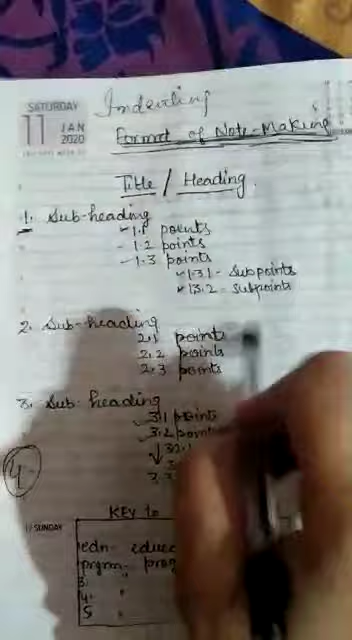 SATURDAY
11 JAN
2020
Indenting
Format of Note-Making
Title / Heading
1. Sub-heading
1.1 points
1.2 points
1.3 points
1.3.1 - Subpoints
1.3.2 - subpoints
2. Sub-heading
2.1 points
2.2 points
2.3 points
3. Sub heading
3.1 points
3.2 points
4.
12 SUNDAY
KEY to
edn- educa
prgm- prog
3. "
4. "
5 "